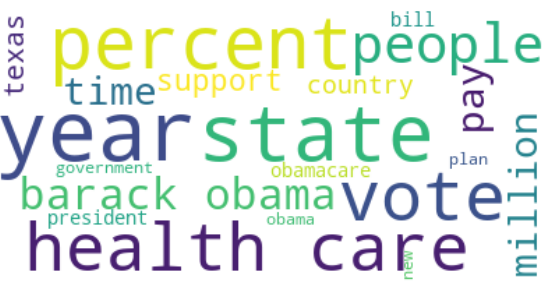 texas
percent
bill
people
time
support
country
pay
year
state
million
government
obamacare
plan
barack obama
vote
president
obama
health care
new